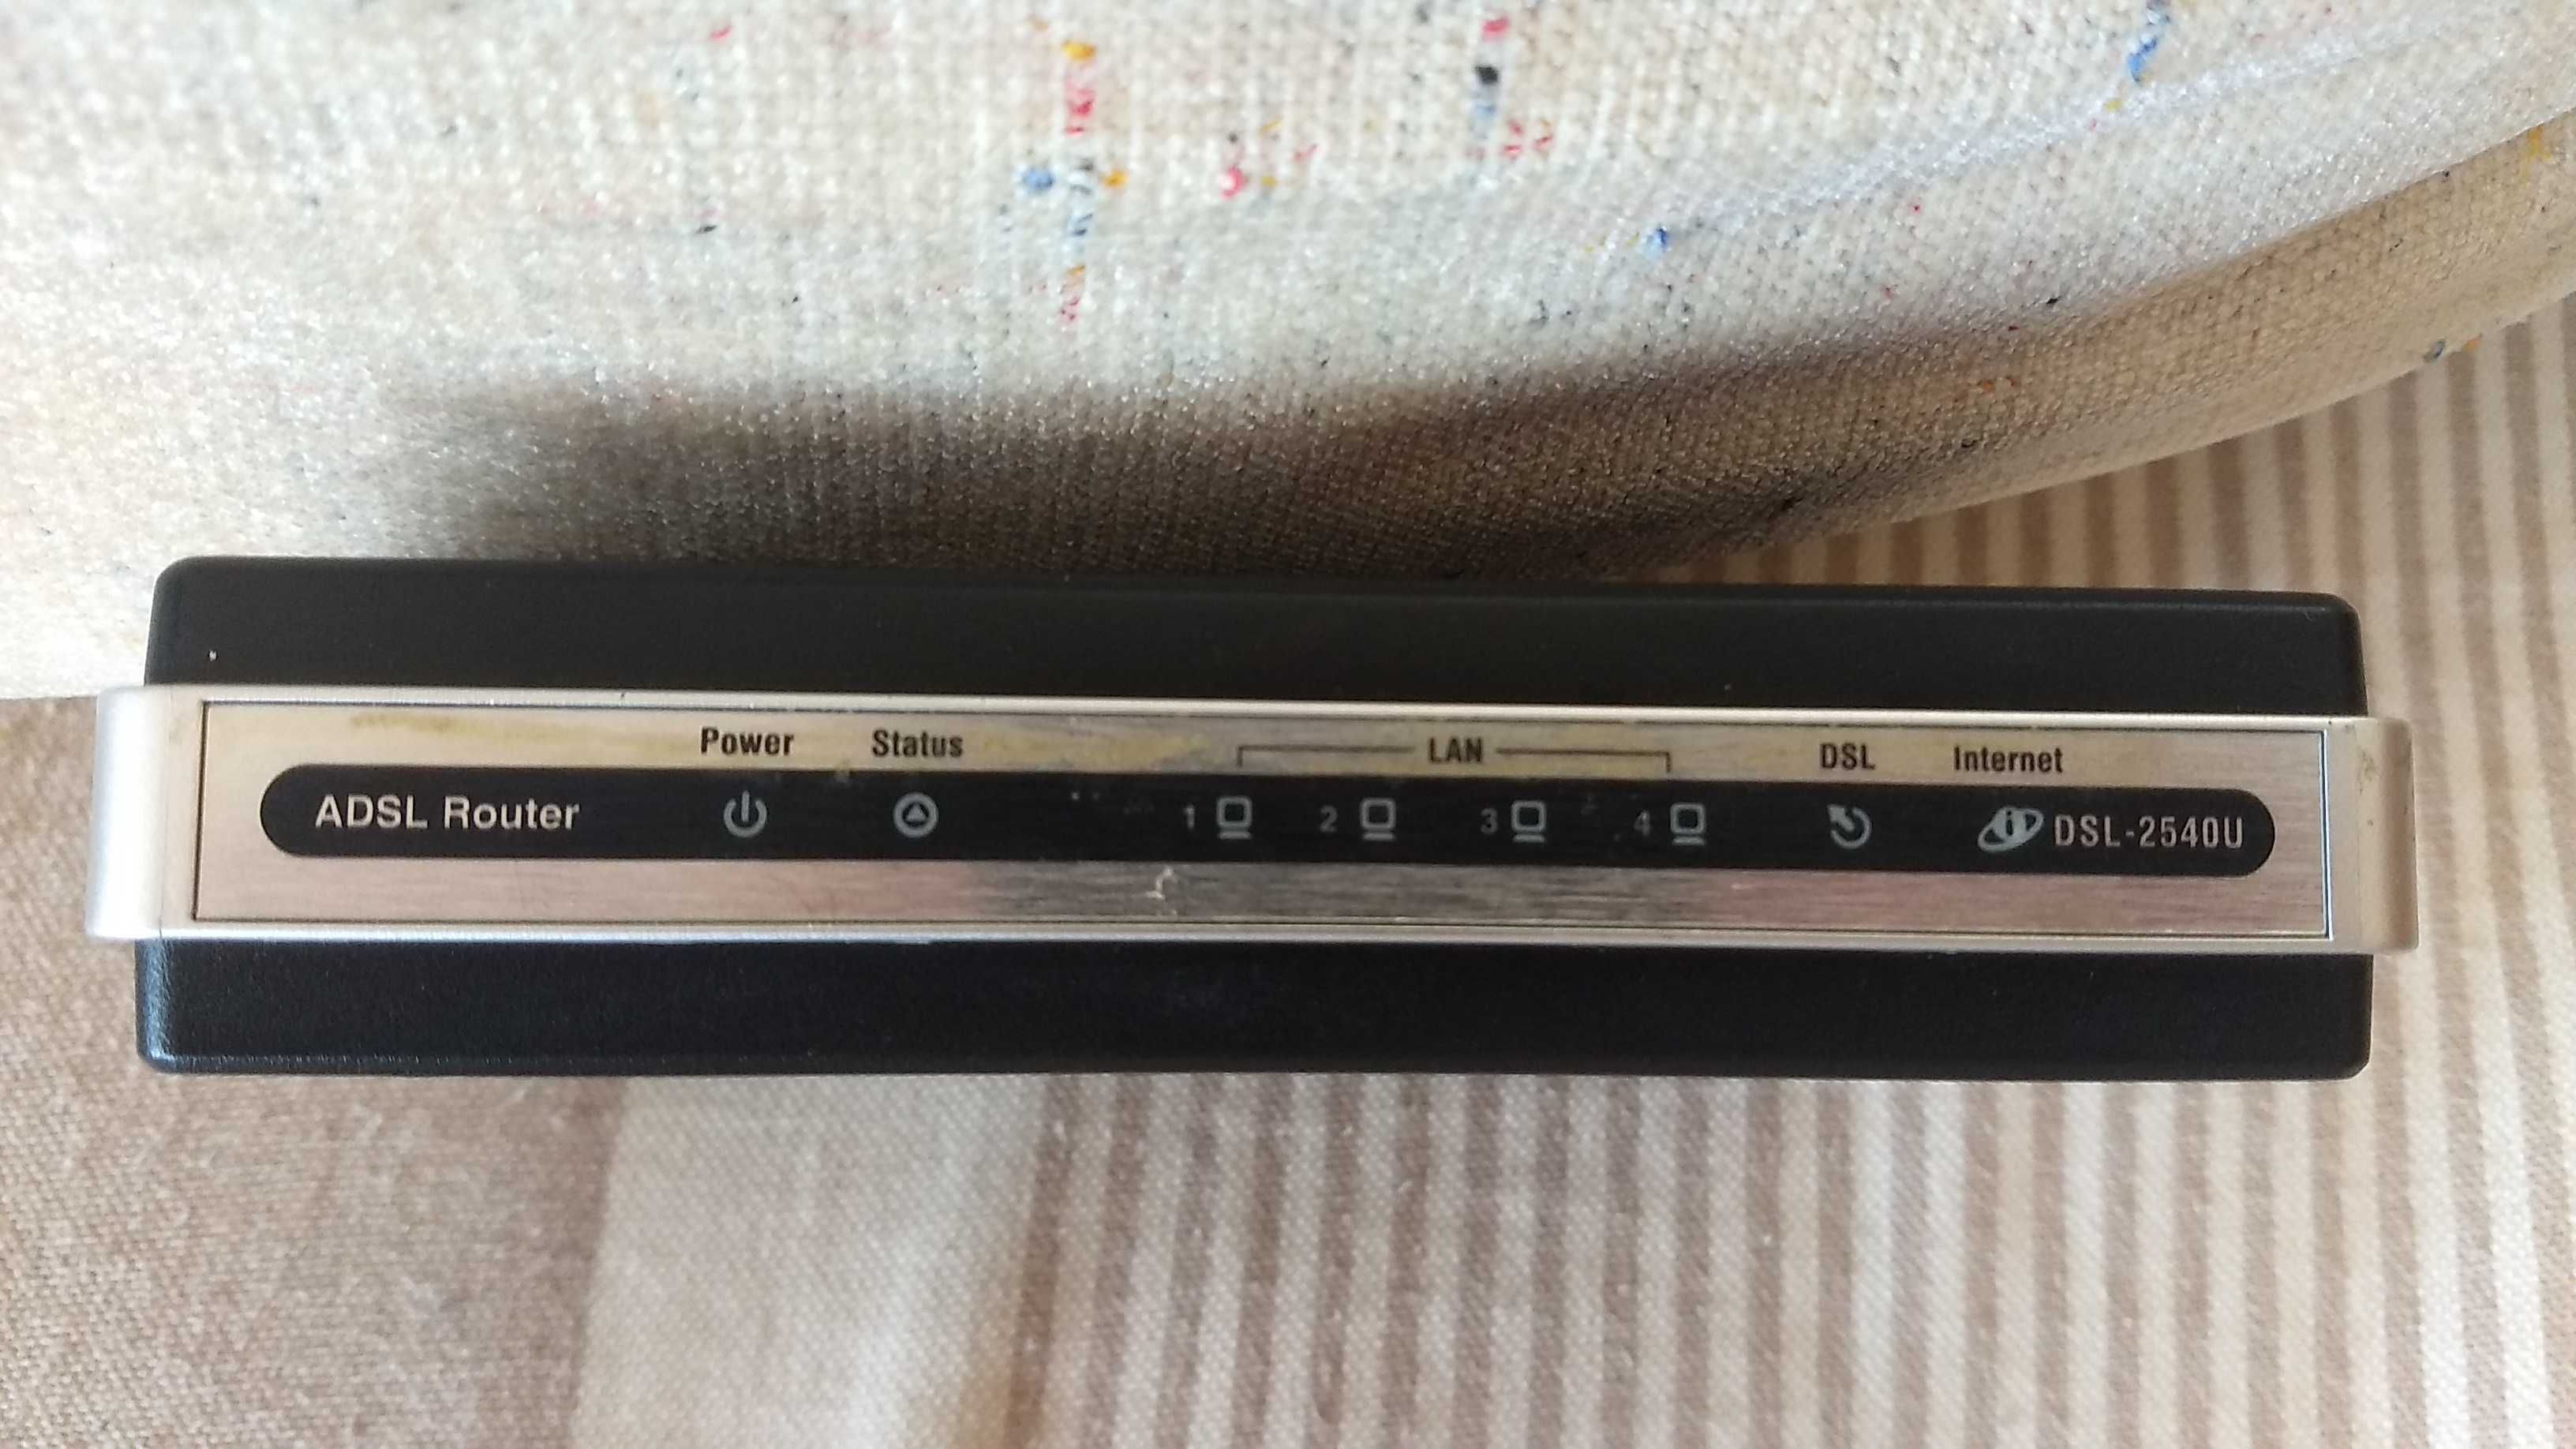 Power Status LAN DSL Internet
ADSL Router 1 2 3 4 DSL-2540U